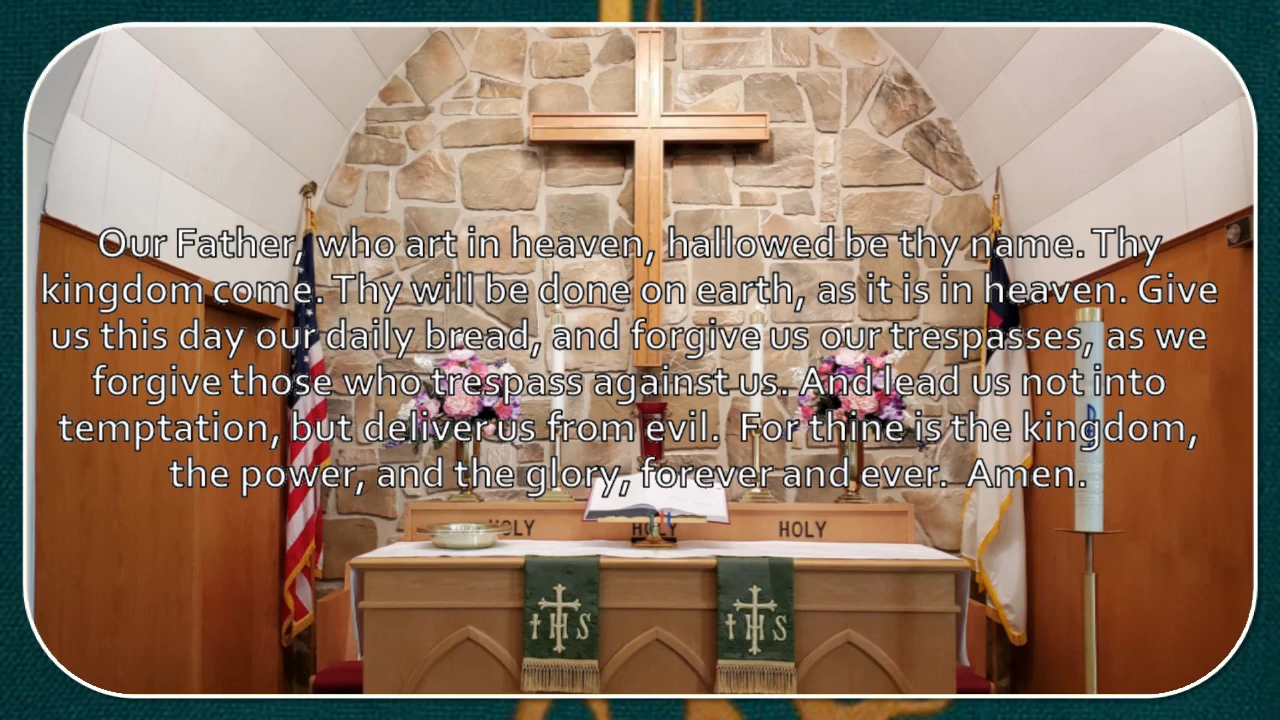 Our Father, who art in heaven, hallowed be thy name. Thy
kingdom come. Thy will be done on earth, as it is in heaven. Give
us this day our daily bread, and forgive us our trespasses, as we
forgive those who trespass against us. And lead us not into
temptation, but deliver us from evil. For thine is the kingdom,
the power, and the glory, forever and ever. Amen.
HOLY HOLY HOLY
IHS IHS